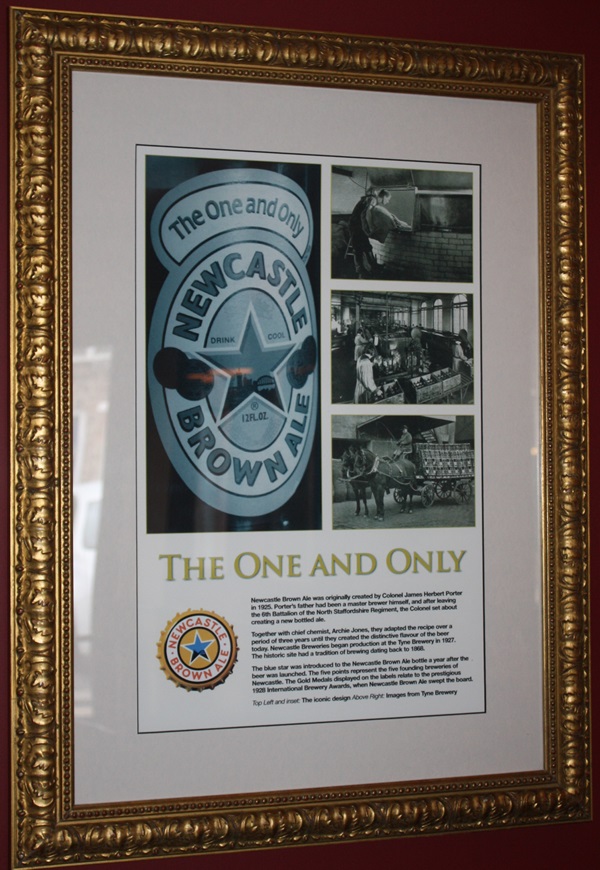 The One and Only
NEWCASTLE
DRINK COOL
®
12FL.OZ.
BROWN ALE
THE ONE AND ONLY
NEWCASTLE
BROWN ALE
Newcastle Brown Ale was originally created by Colonel James Herbert Porter
in 1925. Porter's father had been a master brewer himself, and after leaving
the 6th Battalion of the North Staffordshire Regiment, the Colonel set about
creating a new bottled ale.
Together with chief chemist, Archie Jones, they adapted the recipe over a
period of three years until they created the distinctive flavour of the beer
today. Newcastle Breweries began production at the Tyne Brewery in 1927.
The historic site had a tradition of brewing dating back to 1868.
The blue star was introduced to the Newcastle Brown Ale bottle a year after the
beer was launched. The five points represent the five founding breweries of
Newcastle. The Gold Medals displayed on the labels relate to the prestigious
1928 International Brewery Awards, when Newcastle Brown Ale swept the board.
Top Left and inset: The iconic design Above Right: Images from Tyne Brewery